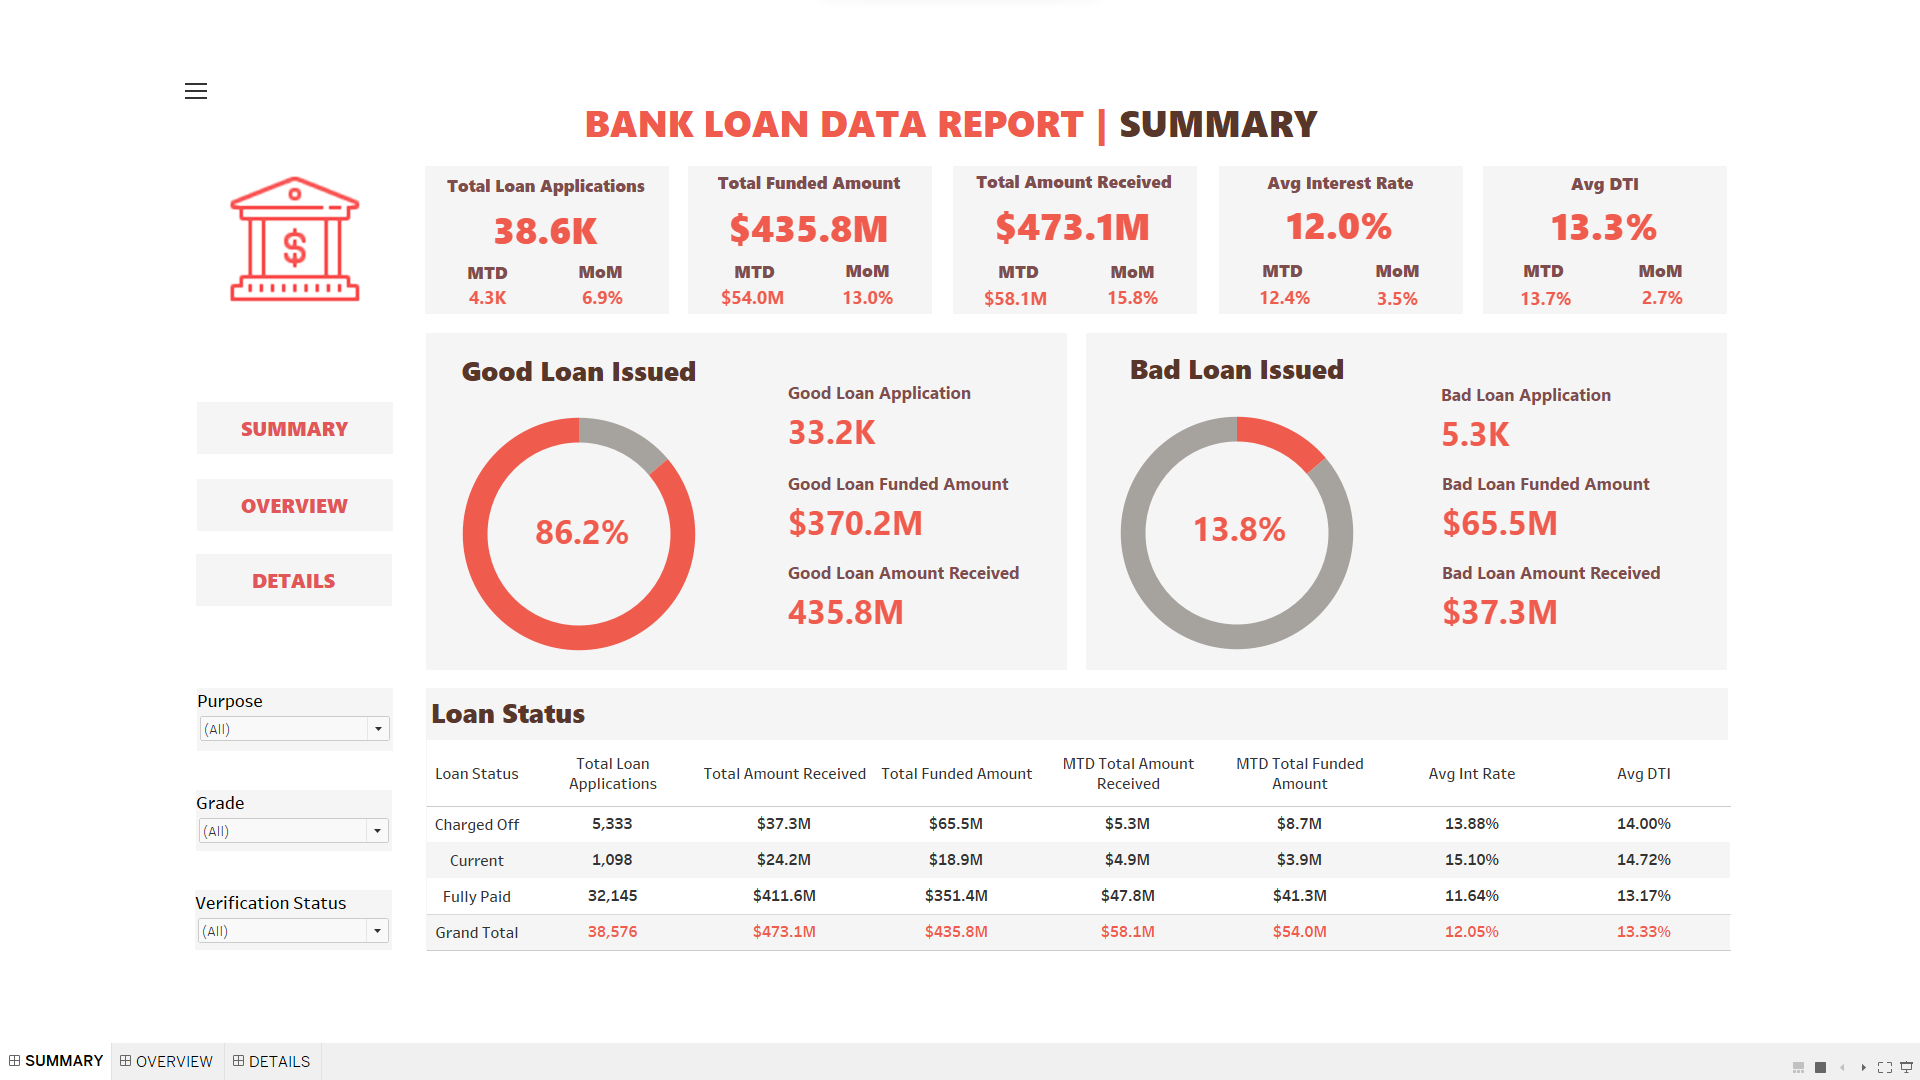 BANK LOAN DATA REPORT | SUMMARY
Total Loan Applications
38.6K
MTD MoM
4.3K 6.9%
Total Funded Amount
$435.8M
MTD MoM
$54.0M 13.0%
Total Amount Received
$473.1M
MTD MoM
$58.1M 15.8%
Avg Interest Rate
12.0%
MTD MoM
12.4% 3.5%
Avg DTI
13.3%
MTD MoM
13.7% 2.7%
$
SUMMARY
OVERVIEW
DETAILS
Purpose
(All)
Grade
(All)
Verification Status
(All)
Good Loan Issued
86.2%
Good Loan Application
33.2K
Good Loan Funded Amount
$370.2M
Good Loan Amount Received
435.8M
Bad Loan Issued
13.8%
Bad Loan Application
5.3K
Bad Loan Funded Amount
$65.5M
Bad Loan Amount Received
$37.3M
Loan Status
Loan Status Total Loan Applications Total Amount Received Total Funded Amount MTD Total Amount Received MTD Total Funded Amount Avg Int Rate Avg DTI
Charged Off 5,333 $37.3M $65.5M $5.3M $8.7M 13.88% 14.00%
Current 1,098 $24.2M $18.9M $4.9M $3.9M 15.10% 14.72%
Fully Paid 32,145 $411.6M $351.4M $47.8M $41.3M 11.64% 13.17%
Grand Total 38,576 $473.1M $435.8M $58.1M $54.0M 12.05% 13.33%
SUMMARY OVERVIEW DETAILS